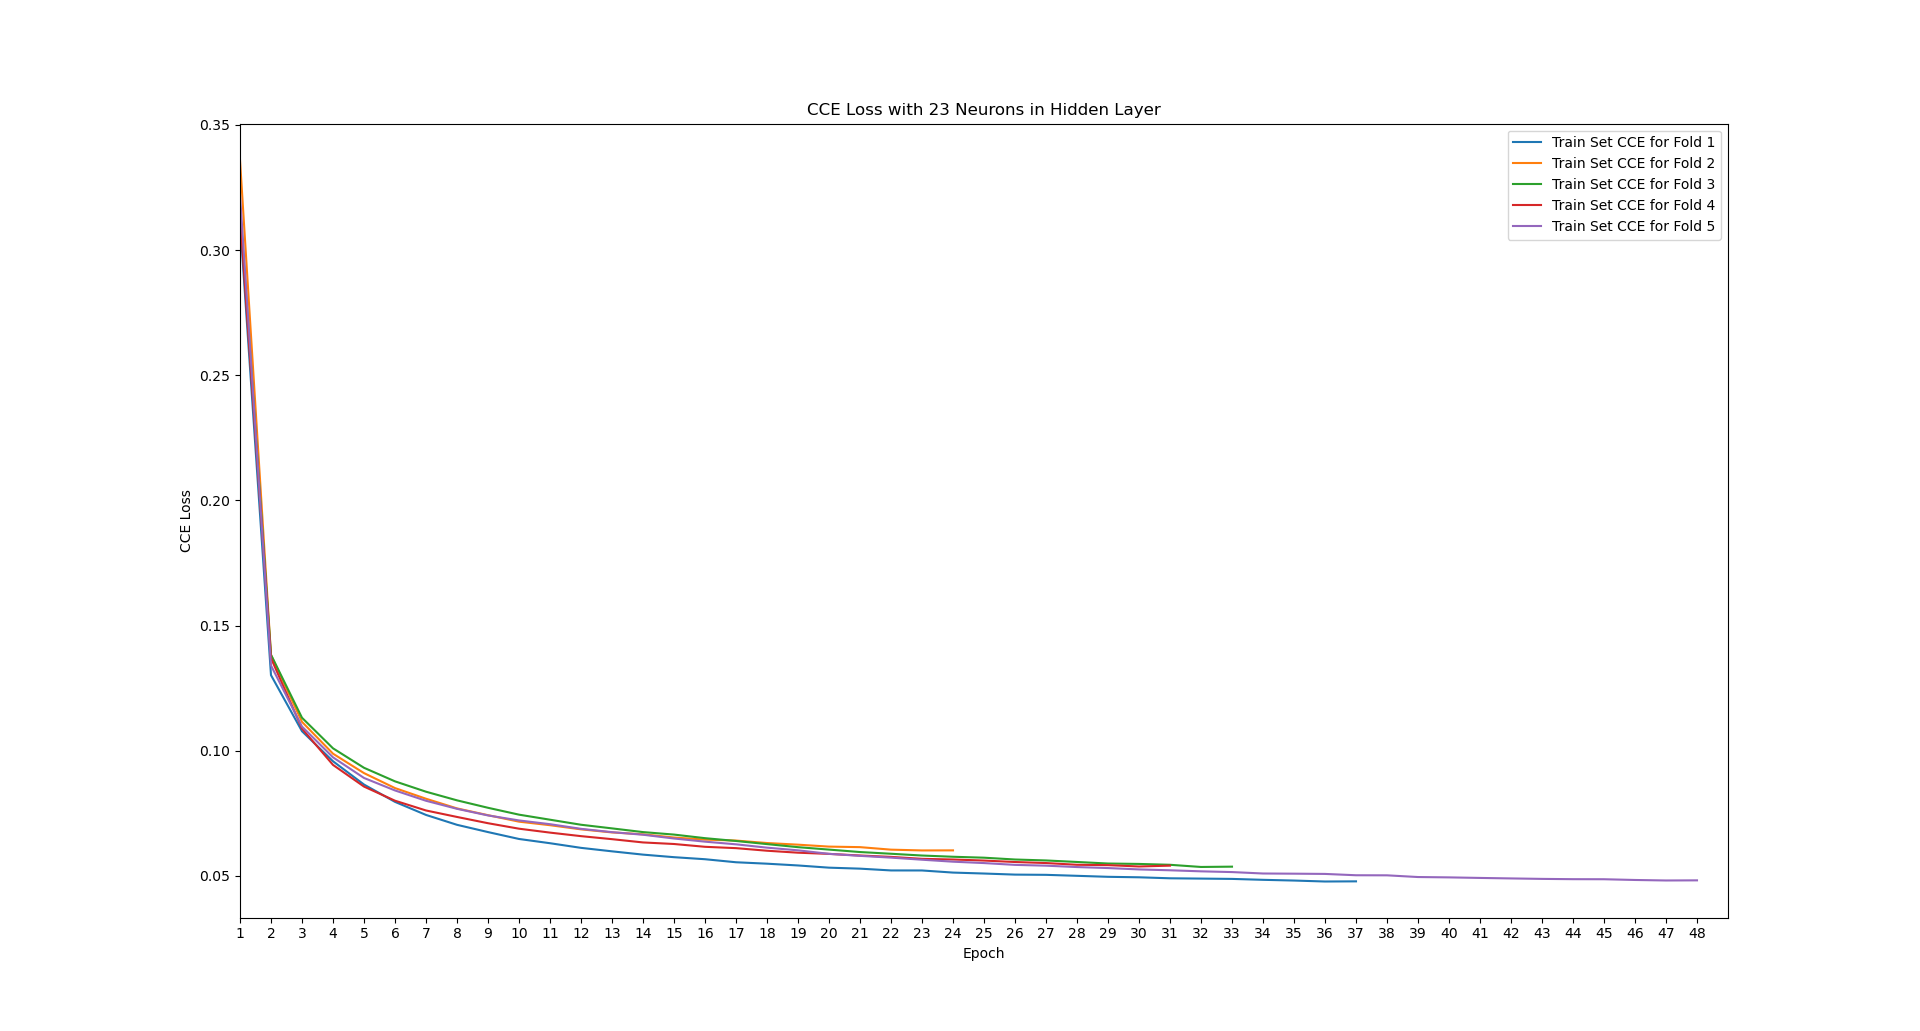 CCE Loss with 23 Neurons in Hidden Layer
Train Set CCE for Fold 1
Train Set CCE for Fold 2
Train Set CCE for Fold 3
Train Set CCE for Fold 4
Train Set CCE for Fold 5
CCE Loss
0.35
0.30
0.25
0.20
0.15
0.10
0.05
1 2 3 4 5 6 7 8 9 10 11 12 13 14 15 16 17 18 19 20 21 22 23 24 25 26 27 28 29 30 31 32 33 34 35 36 37 38 39 40 41 42 43 44 45 46 47 48
Epoch